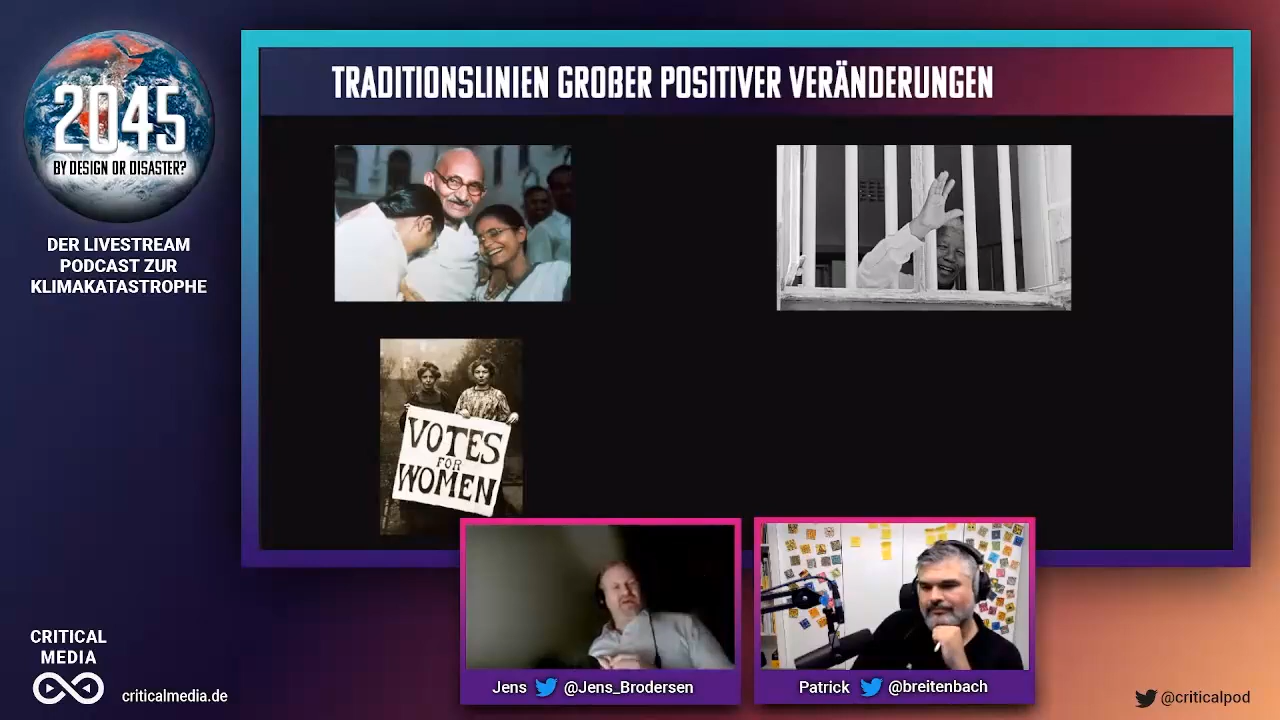 2045
BY DESIGN OR DISASTER?
DER LIVESTREAM
PODCAST ZUR
KLIMAKATASTROPHE
TRADITIONSLINIEN GROßER POSITIVER VERÄNDERUNGEN
VOTES
FOR
WOMEN
Jens @Jens_Brodersen
Patrick @breitenbach
CRITICAL
MEDIA
criticalmedia.de
@criticalpod